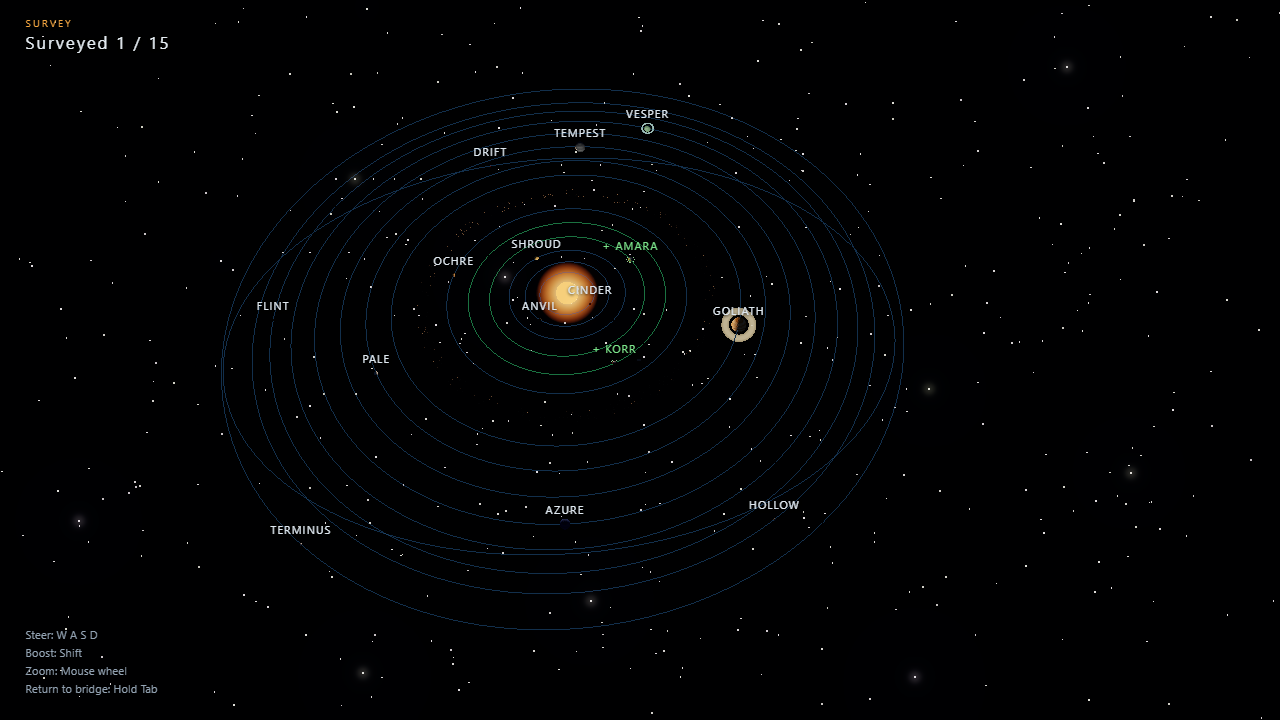 SURVEY
Surveyed 1 / 15
VESPER
TEMPEST
DRIFT
SHROUD
+ AMARA
OCHRE
CINDER
ANVIL
FLINT
GOLIATH
+ KORR
PALE
AZURE
HOLLOW
TERMINUS
Steer: W A S D
Boost: Shift
Zoom: Mouse wheel
Return to bridge: Hold Tab